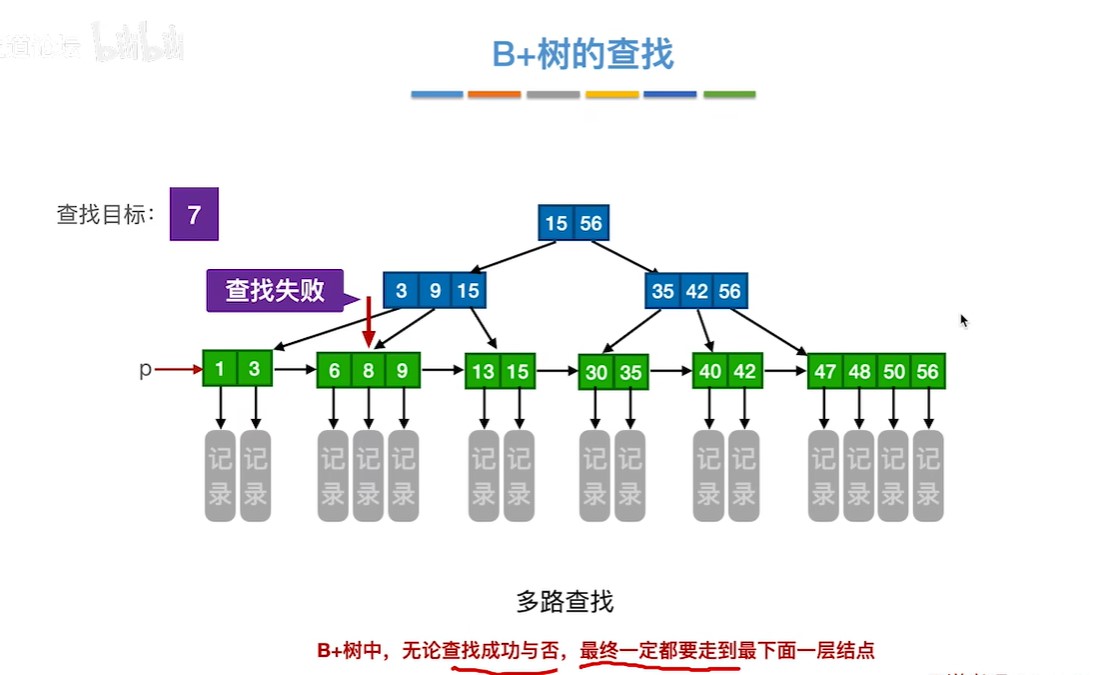 bilibili
B+树的查找
查找目标： 7
15 56
查找失败
3 9 15
35 42 56
p
1 3
6 8 9
13 15
30 35
40 42
47 48 50 56
记录 记录 记录 记录 记录 记录 记录 记录 记录 记录 记录 记录 记录 记录 记录
多路查找
B+树中，无论查找成功与否，最终一定都要走到最下面一层结点